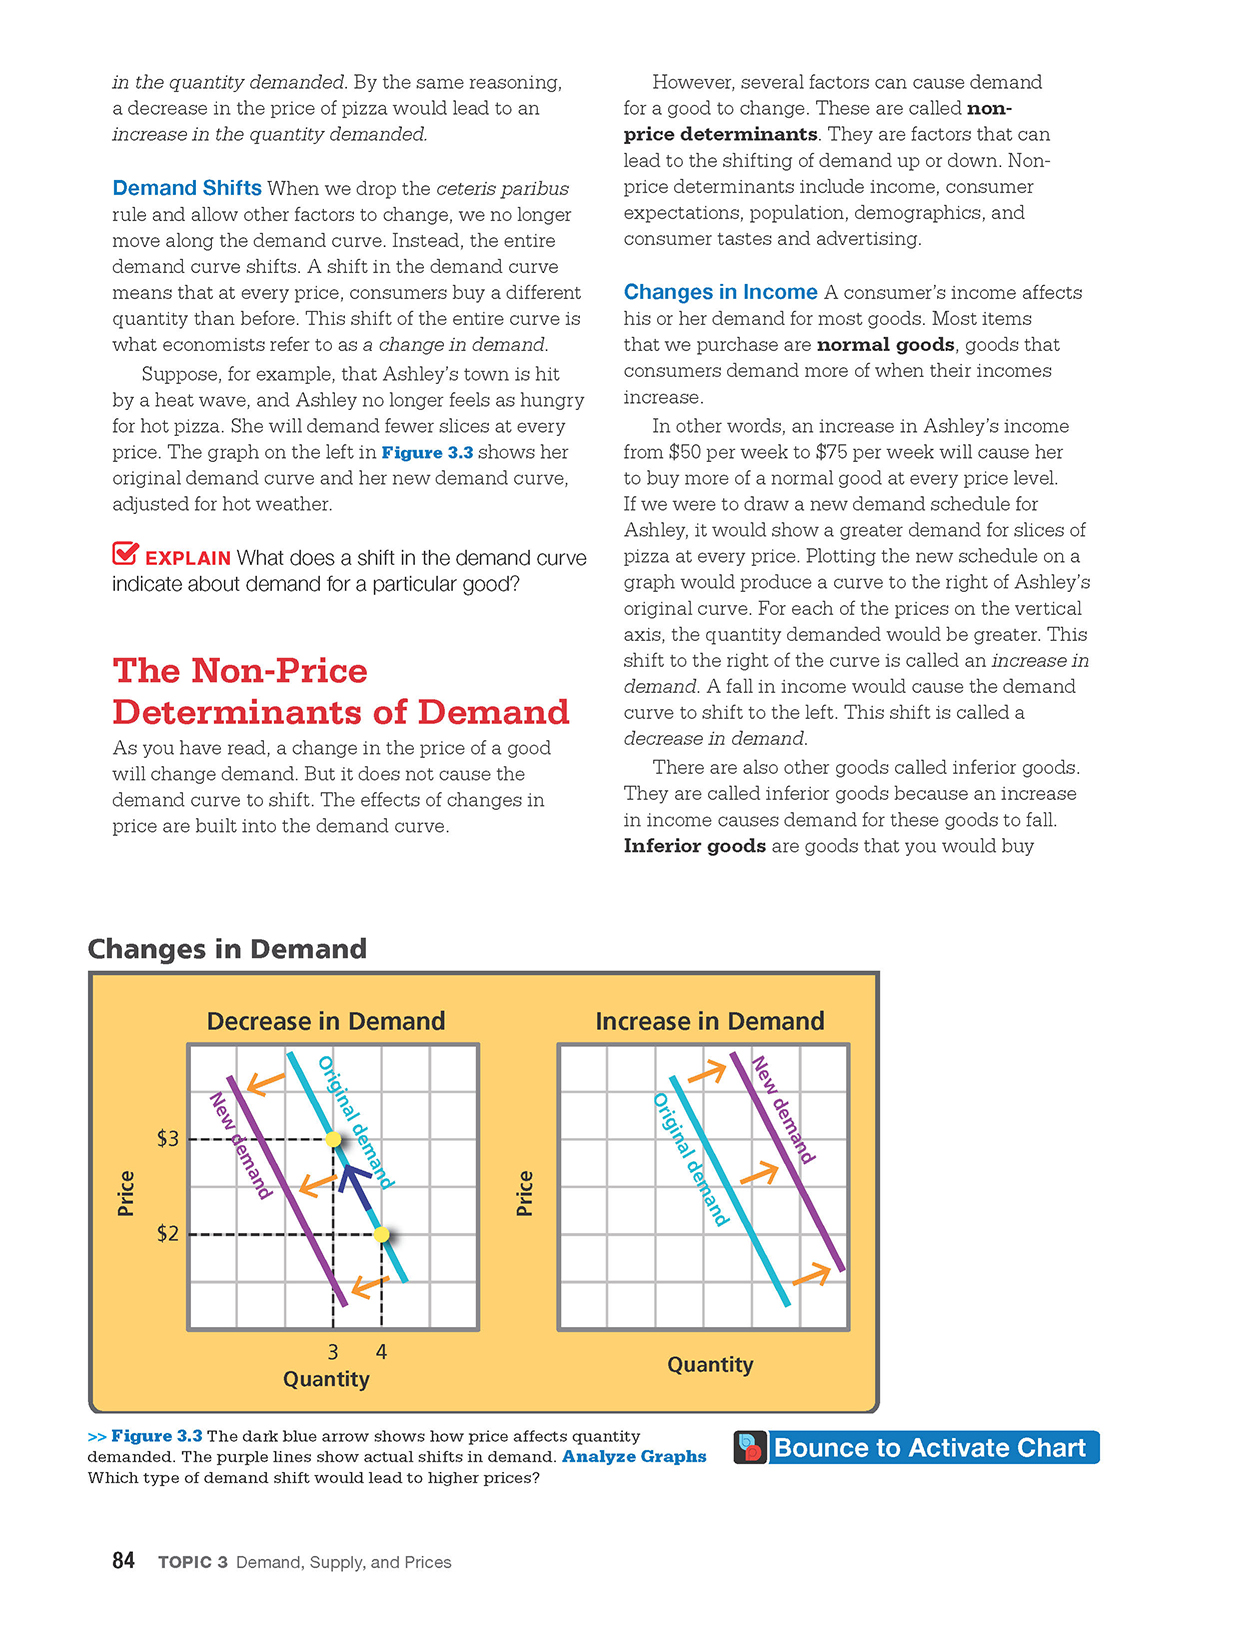 in the quantity demanded. By the same reasoning,
a decrease in the price of pizza would lead to an
increase in the quantity demanded.
Demand Shifts When we drop the ceteris paribus
rule and allow other factors to change, we no longer
move along the demand curve. Instead, the entire
demand curve shifts. A shift in the demand curve
means that at every price, consumers buy a different
quantity than before. This shift of the entire curve is
what economists refer to as a change in demand.
Suppose, for example, that Ashley's town is hit
by a heat wave, and Ashley no longer feels as hungry
for hot pizza. She will demand fewer slices at every
price. The graph on the left in Figure 3.3 shows her
original demand curve and her new demand curve,
adjusted for hot weather.
EXPLAIN What does a shift in the demand curve
indicate about demand for a particular good?
The Non-Price
Determinants of Demand
As you have read, a change in the price of a good
will change demand. But it does not cause the
demand curve to shift. The effects of changes in
price are built into the demand curve.
However, several factors can cause demand
for a good to change. These are called non-
price determinants. They are factors that can
lead to the shifting of demand up or down. Non-
price determinants include income, consumer
expectations, population, demographics, and
consumer tastes and advertising.
Changes in Income A consumer's income affects
his or her demand for most goods. Most items
that we purchase are normal goods, goods that
consumers demand more of when their incomes
increase.
In other words, an increase in Ashley's income
from $50 per week to $75 per week will cause her
to buy more of a normal good at every price level.
If we were to draw a new demand schedule for
Ashley, it would show a greater demand for slices of
pizza at every price. Plotting the new schedule on a
graph would produce a curve to the right of Ashley's
original curve. For each of the prices on the vertical
axis, the quantity demanded would be greater. This
shift to the right of the curve is called an increase in
demand. A fall in income would cause the demand
curve to shift to the left. This shift is called a
decrease in demand.
There are also other goods called inferior goods.
They are called inferior goods because an increase
in income causes demand for these goods to fall.
Inferior goods are goods that you would buy
Changes in Demand
Decrease in Demand
Original demand
New demand
$3
$2
Price
3 4
Quantity
Increase in Demand
New demand
Original demand
Price
Quantity
>> Figure 3.3 The dark blue arrow shows how price affects quantity
demanded. The purple lines show actual shifts in demand. Analyze Graphs
Which type of demand shift would lead to higher prices?
Bounce to Activate Chart
84 TOPIC 3 Demand, Supply, and Prices